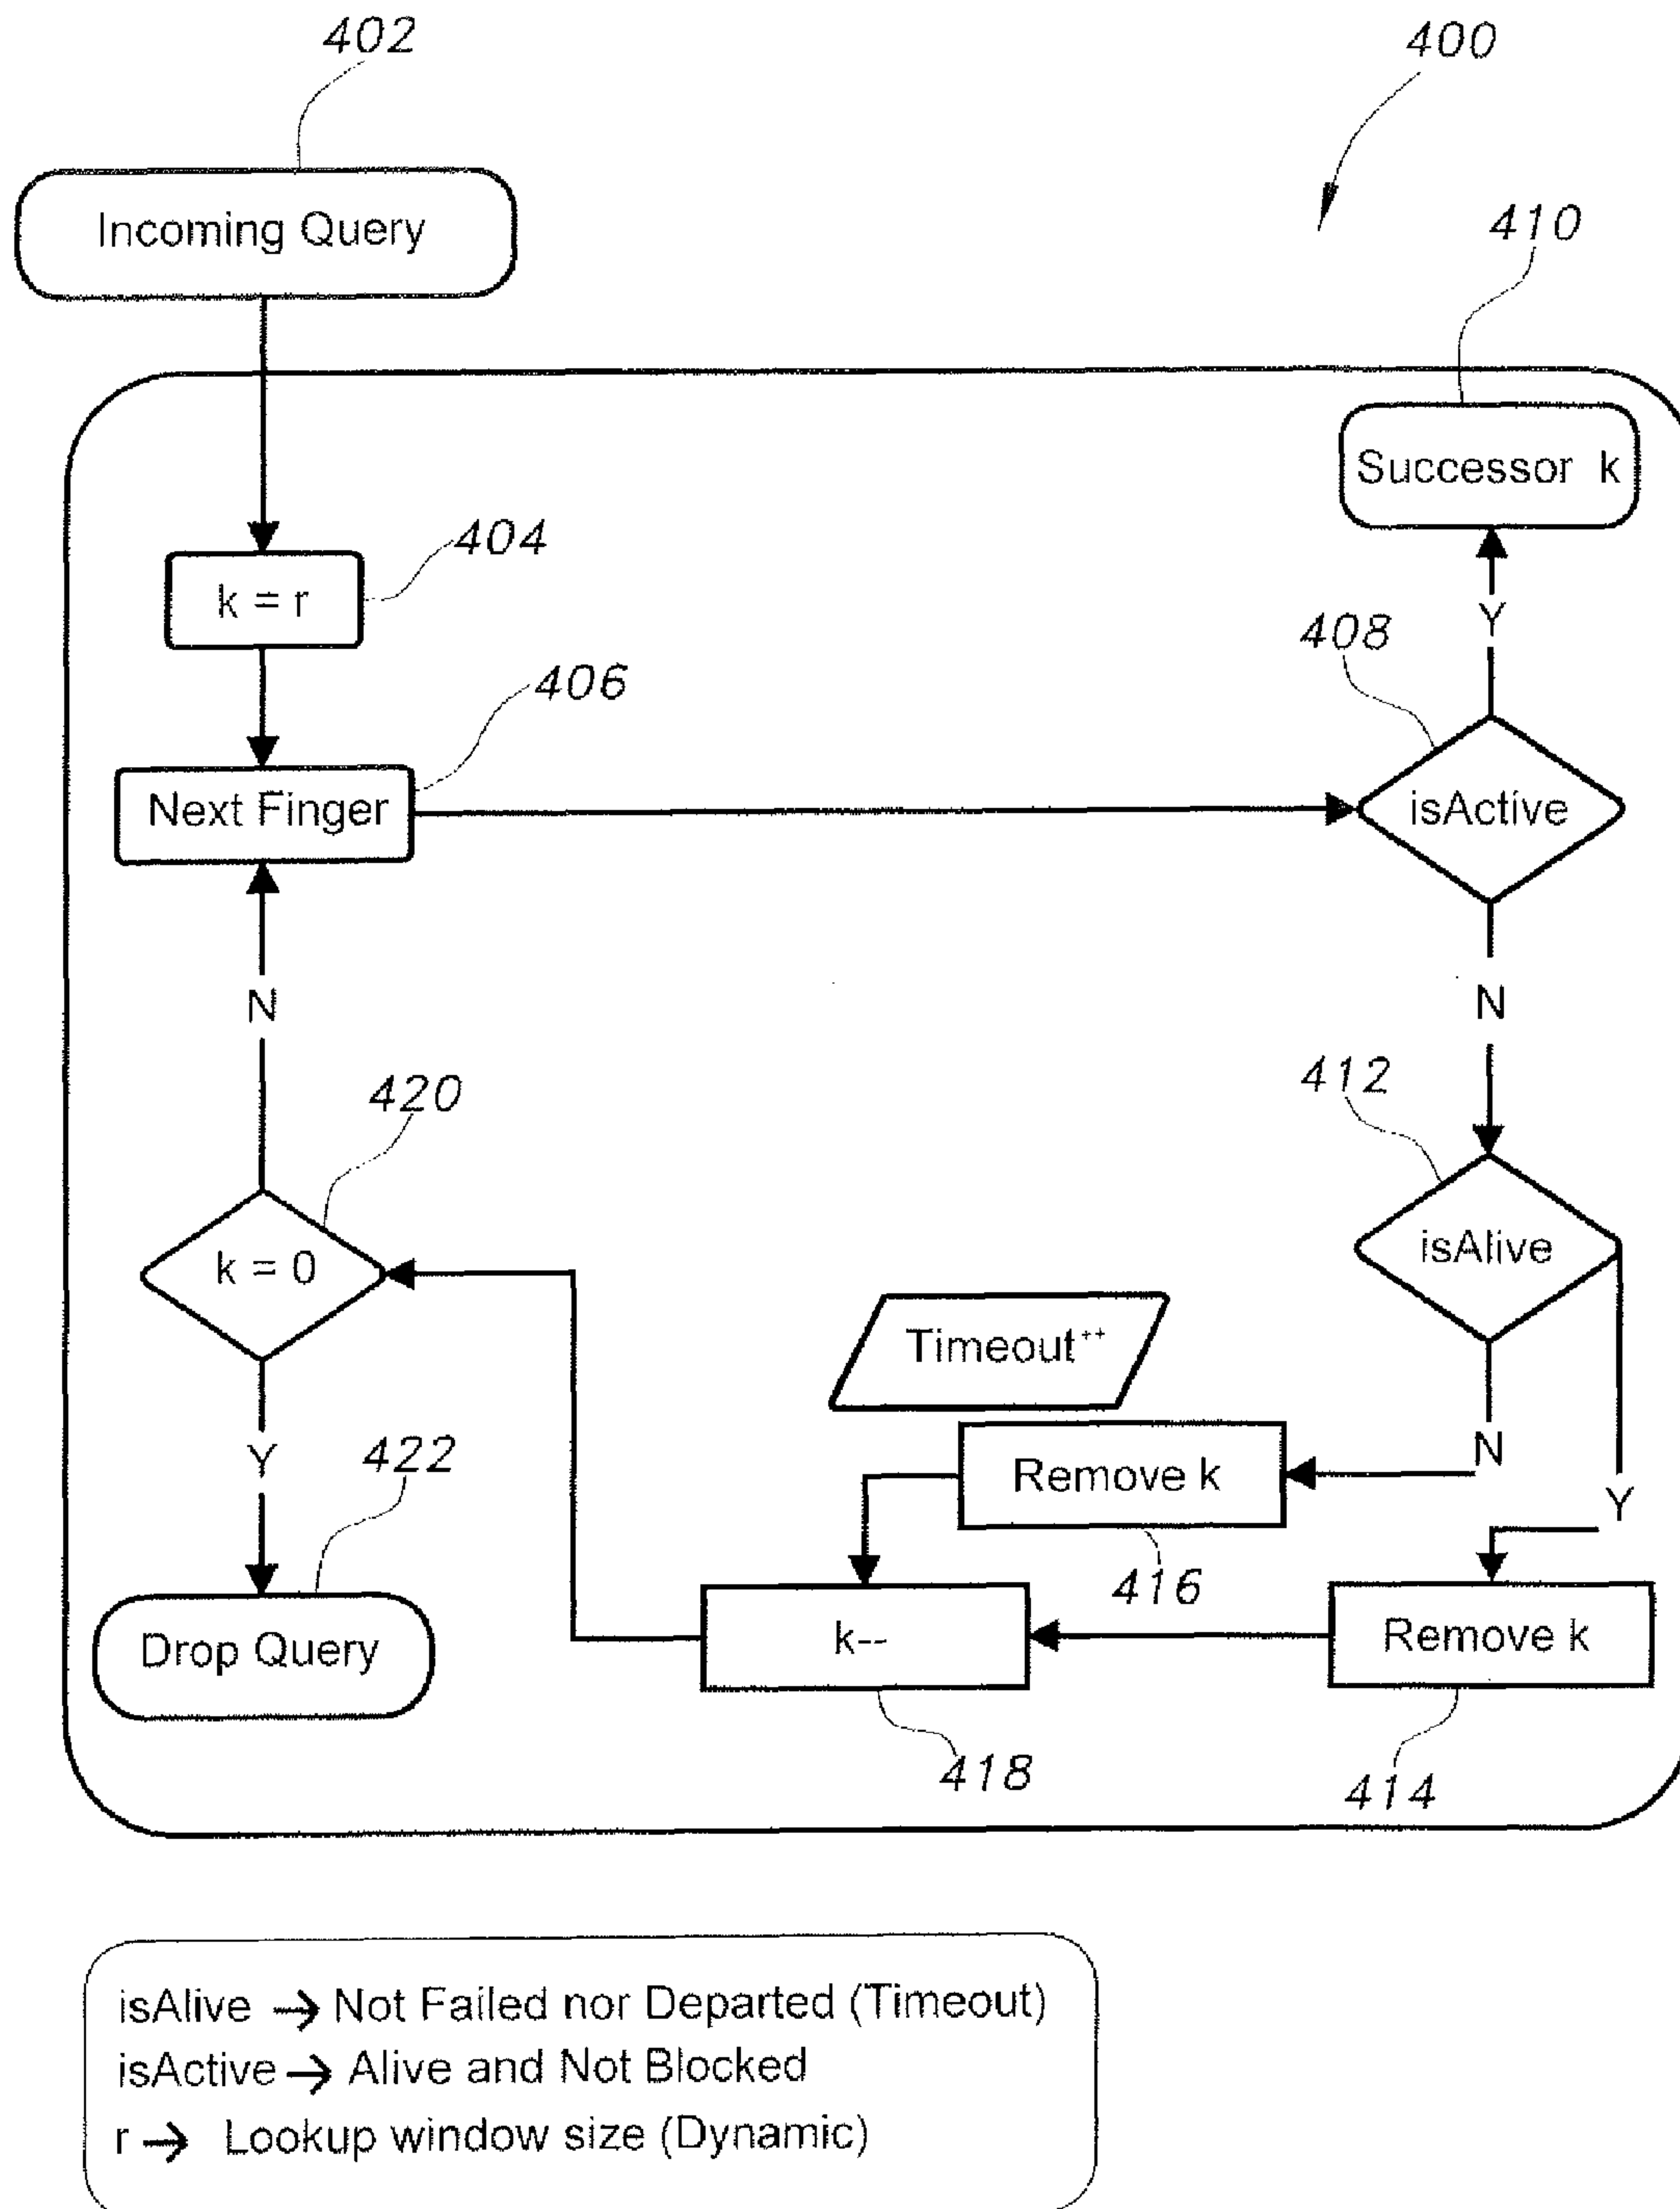 402
400
Incoming Query
410
Successor k
404
k = r
Y
408
406
Next Finger
isActive
N
N
412
420
isAlive
k = 0
Timeout++
N
Y
422
Remove k
Y
416
Drop Query
k--
Remove k
418
414
isAlive → Not Failed nor Departed (Timeout)
isActive → Alive and Not Blocked
r → Lookup window size (Dynamic)